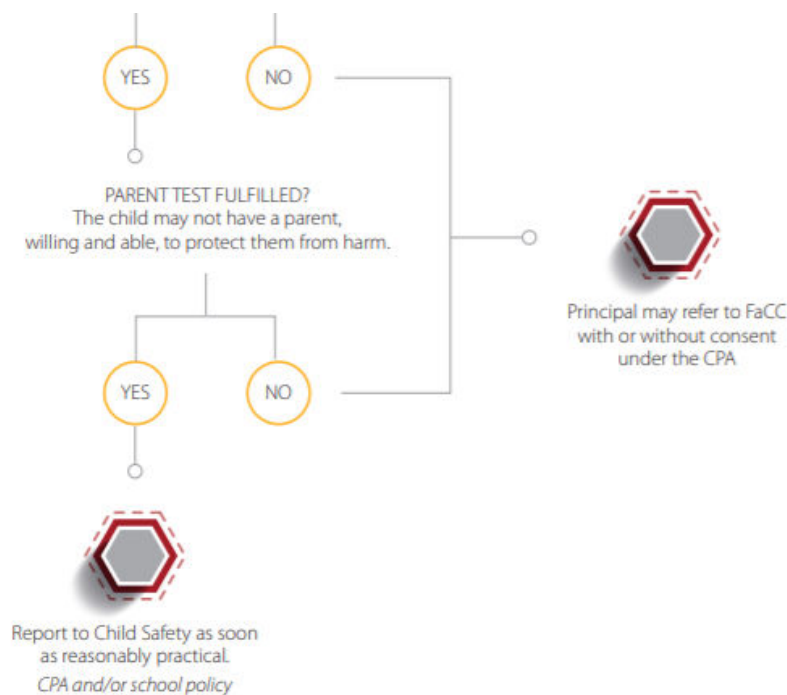 YES
NO
PARENT TEST FULFILLED?
The child may not have a parent,
willing and able, to protect them from harm.
Principal may refer to FaCC
with or without consent
under the CPA
YES
NO
Report to Child Safety as soon
as reasonably practical.
CPA and/or school policy